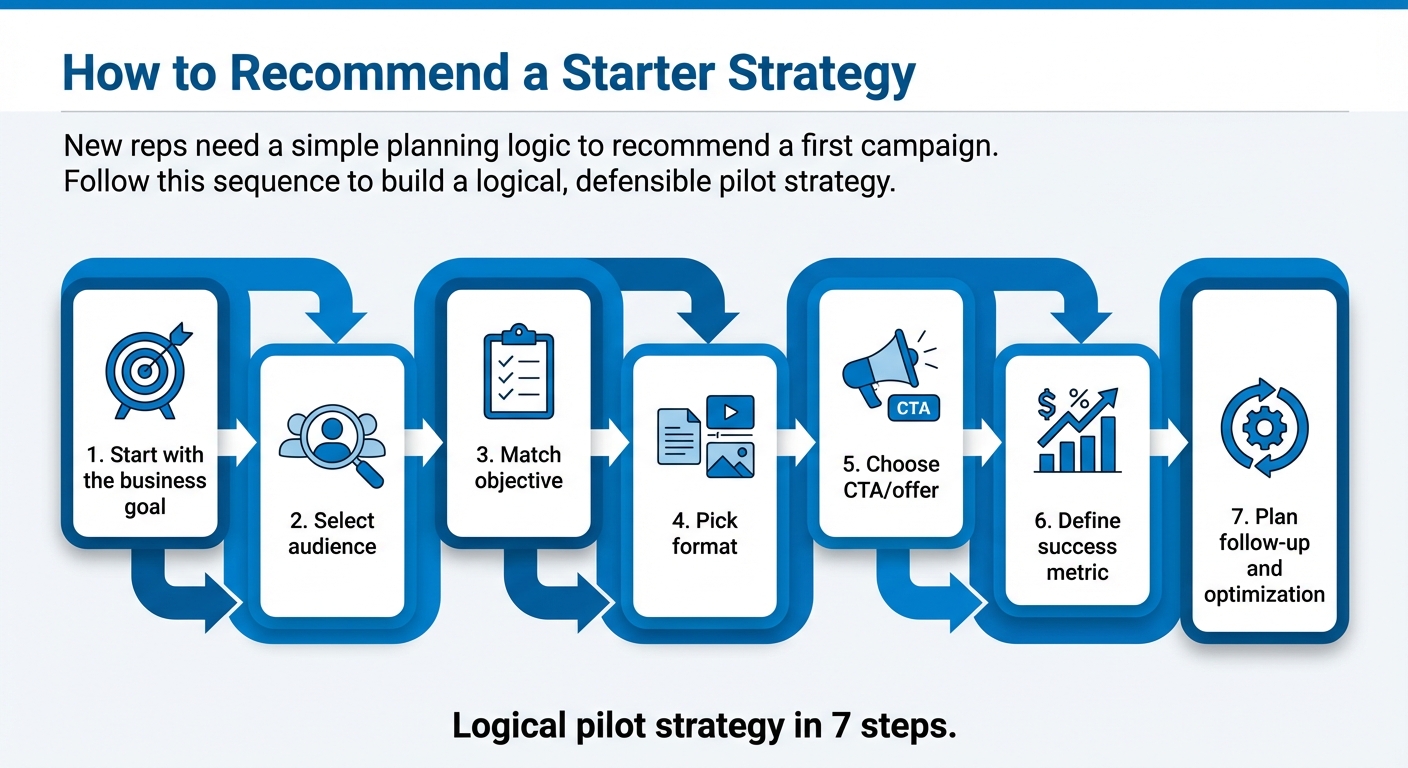 How to Recommend a Starter Strategy
New reps need a simple planning logic to recommend a first campaign.
Follow this sequence to build a logical, defensible pilot strategy.
1. Start with
the business
goal
2. Select
audience
3. Match
objective
4. Pick
format
CTA
5. Choose
CTA/offer
$ %
6. Define
success
metric
7. Plan
follow-up
and
optimization
Logical pilot strategy in 7 steps.